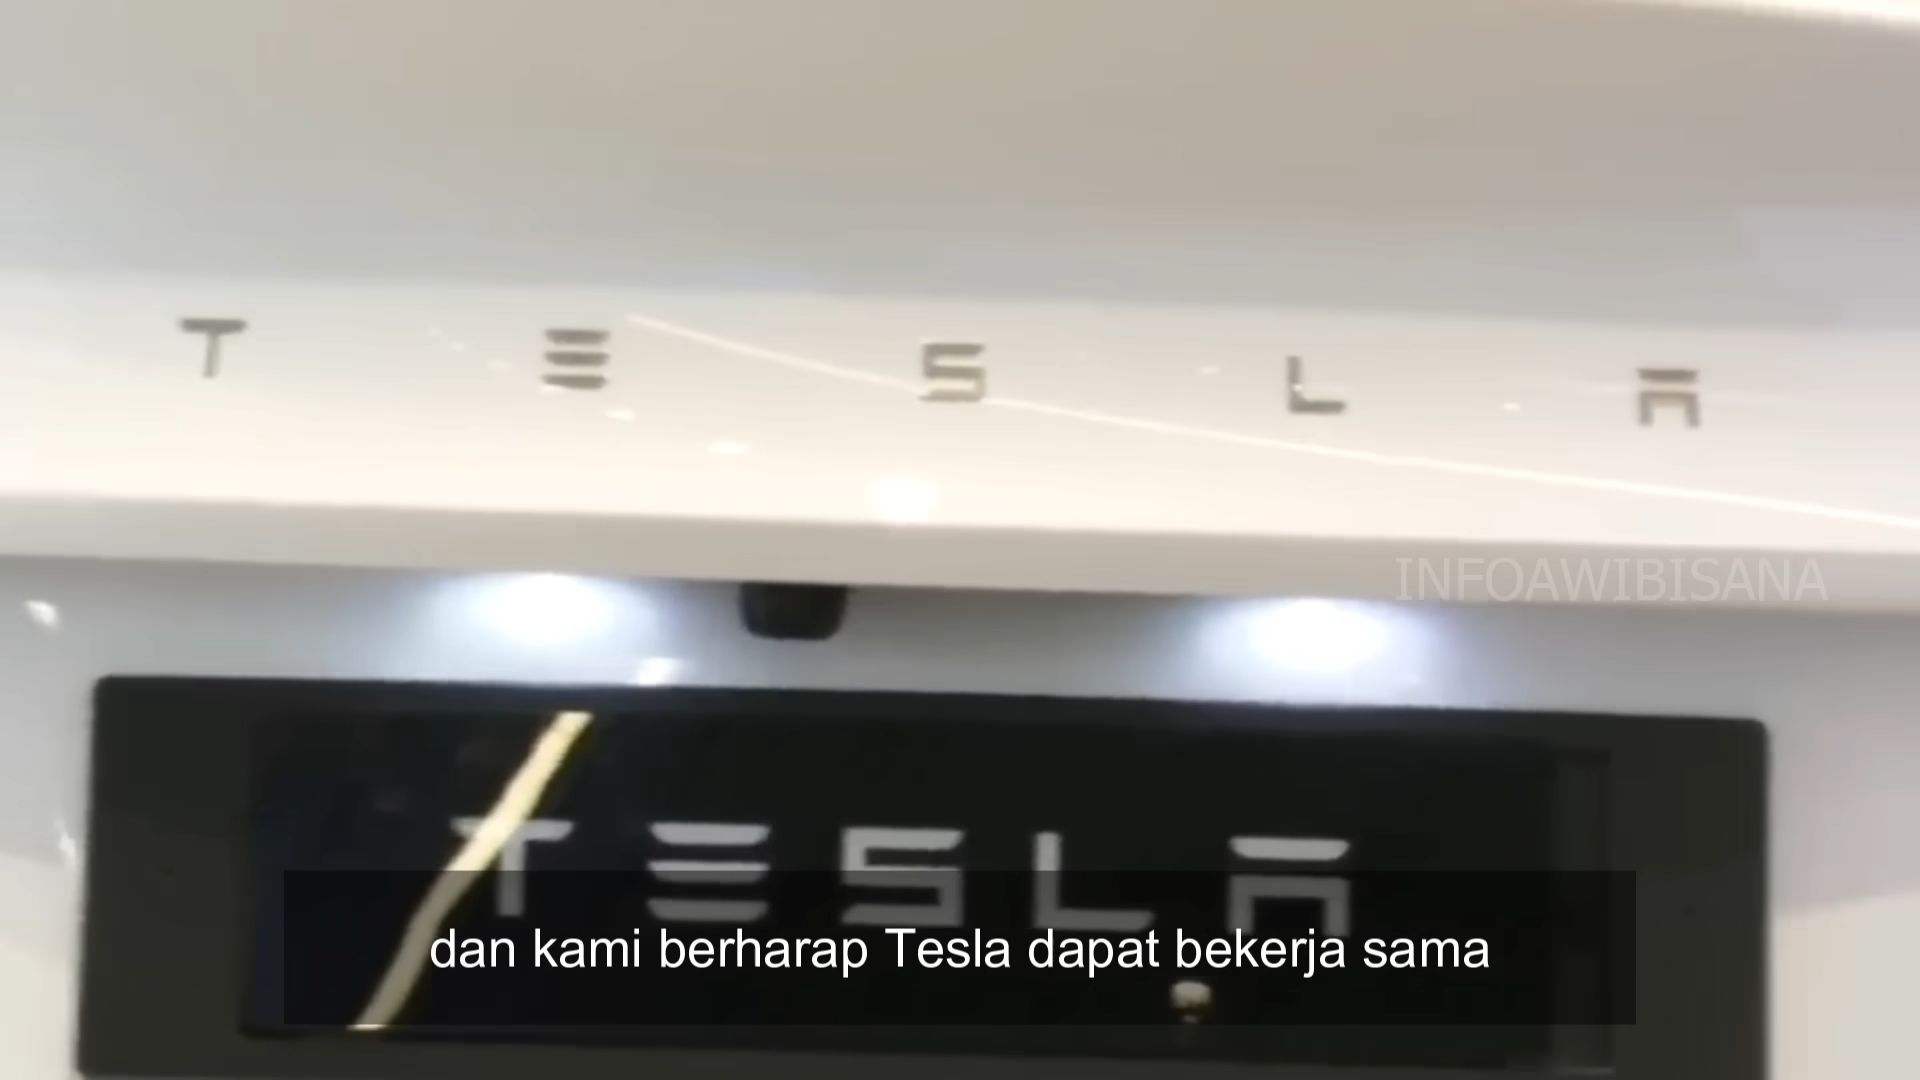 TESLA
INFOAWIBISANA
TESLA
dan kami berharap Tesla dapat bekerja sama